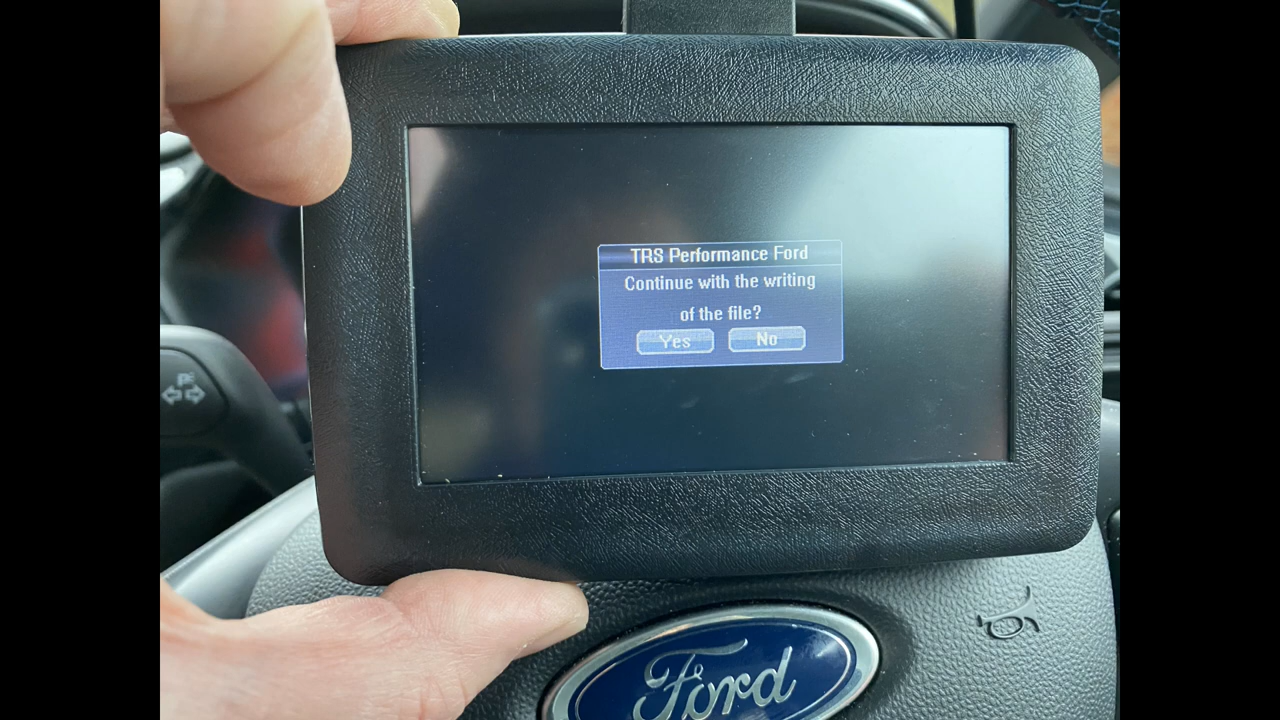 TRS Performance Ford
Continue with the writing
of the file?
Yes No
Ford